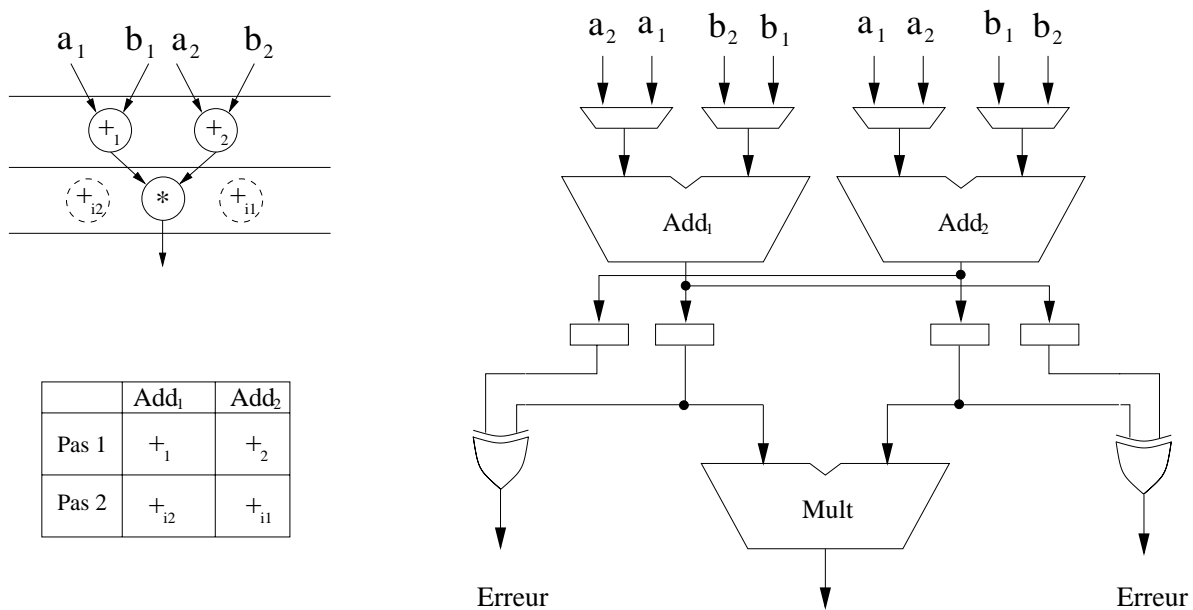 a1 b1 a2 b2
+1 +2
+i2 * +i1
Add1 Add2
Pas 1 +1 +2
Pas 2 +i2 +i1
a2 a1 b2 b1 a1 a2 b1 b2
Add1 Add2
Mult
Erreur Erreur